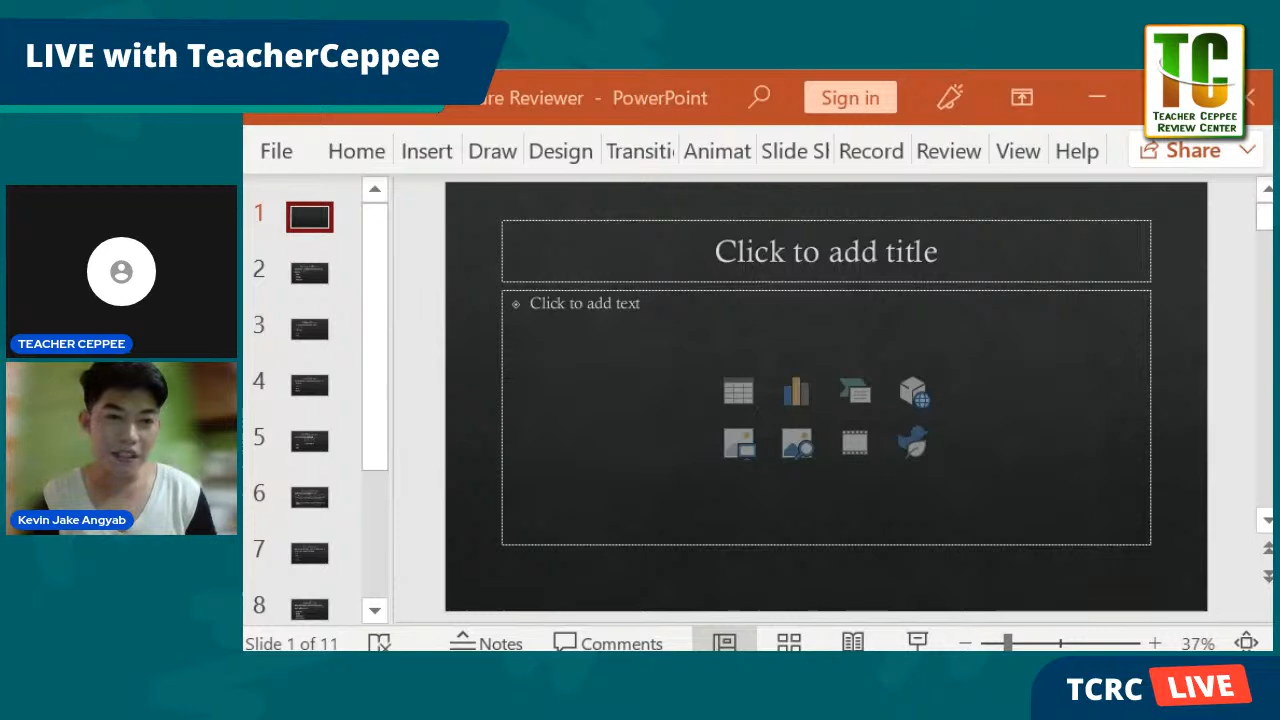 LIVE with TeacherCeppee
TC
TEACHER CEPPEE
REVIEW CENTER
re Reviewer - PowerPoint
Sign in
File Home Insert Draw Design Transiti Animat Slide Sl Record Review View Help Share
1
2
3
4
5
6
7
8
Click to add title
Click to add text
TEACHER CEPPEE
Kevin Jake Angyab
Slide 1 of 11 Notes Comments 37%
TCRC LIVE